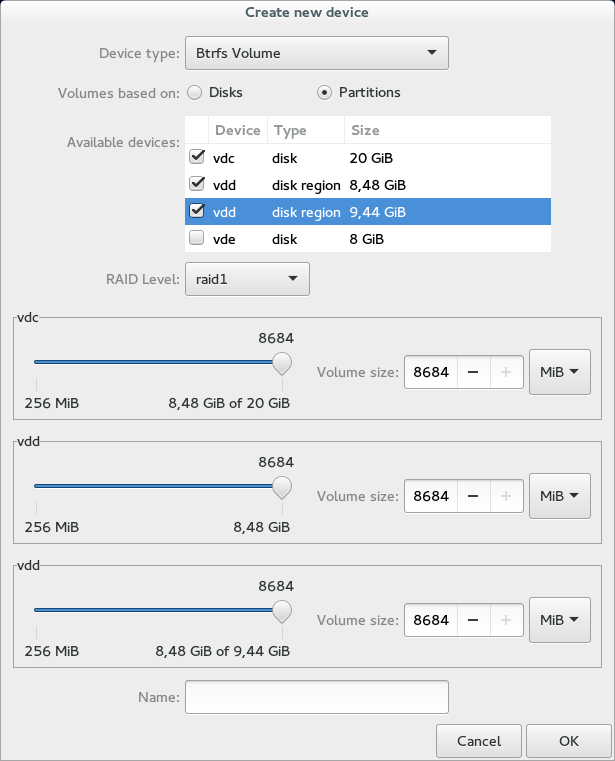 Create new device
Device type: Btrfs Volume
Volumes based on: Disks Partitions
Available devices:
Device Type Size
vdc disk 20 GiB
vdd disk region 8,48 GiB
vdd disk region 9,44 GiB
vde disk 8 GiB
RAID Level: raid1
vdc
8684
Volume size: 8684 MiB
256 MiB 8,48 GiB of 20 GiB
vdd
8684
Volume size: 8684 MiB
256 MiB 8,48 GiB
vdd
8684
Volume size: 8684 MiB
256 MiB 8,48 GiB of 9,44 GiB
Name:
Cancel OK